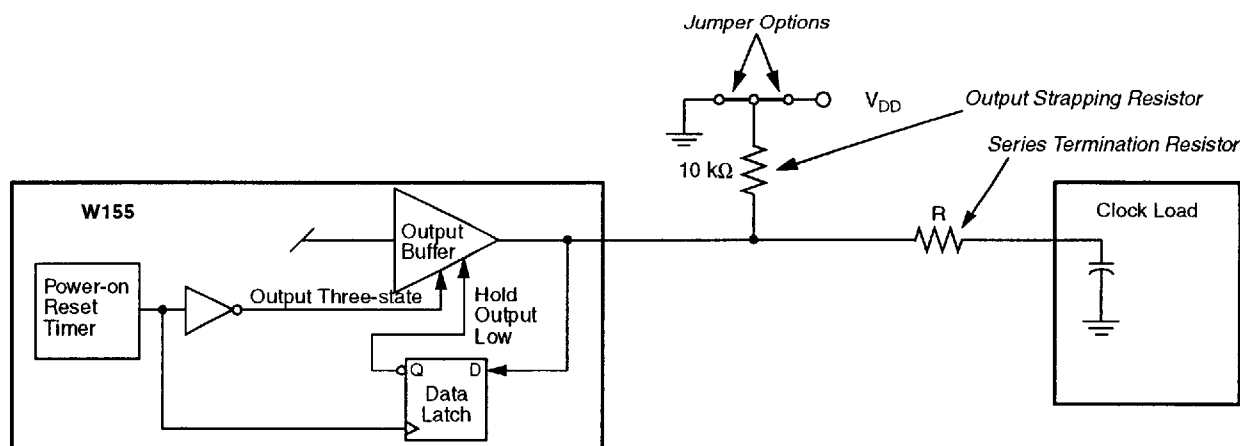 Jumper Options
V_DD
Output Strapping Resistor
Series Termination Resistor
10 kΩ
W155
R
Clock Load
Output
Buffer
Power-on
Reset
Timer
Output Three-state
Hold
Output
Low
Q D
Data
Latch